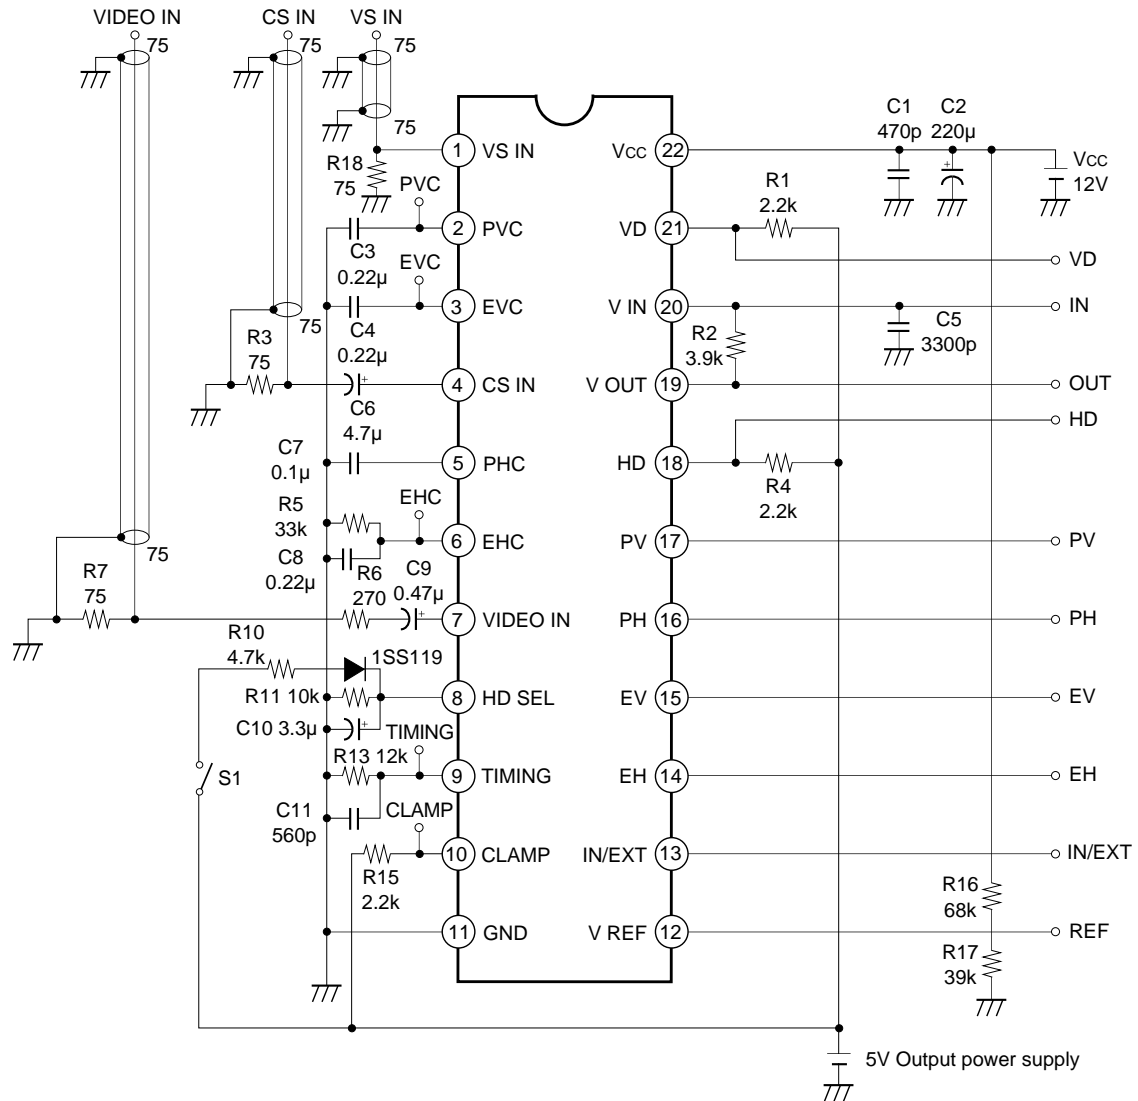 VIDEO IN
CS IN
VS IN
75
75
75
75
C1
470p
C2
220µ
1
VS IN
VCC
22
VCC
12V
R18
75
PVC
R1
2.2k
2
PVC
VD
21
C3
0.22µ
EVC
VD
3
EVC
V IN
20
IN
C4
0.22µ
75
R3
75
R2
3.9k
C5
3300p
4
CS IN
V OUT
19
OUT
C6
4.7µ
HD
C7
0.1µ
5
PHC
HD
18
R4
2.2k
R5
33k
EHC
6
EHC
PV
17
PV
75
C8
0.22µ
R6
270
C9
0.47µ
R7
75
7
VIDEO IN
PH
16
PH
R10
4.7k
1SS119
R11 10k
8
HD SEL
EV
15
EV
C10 3.3µ
TIMING
R13 12k
S1
9
TIMING
EH
14
EH
C11
560p
CLAMP
10
CLAMP
IN/EXT
13
IN/EXT
R15
2.2k
R16
68k
11
GND
V REF
12
REF
R17
39k
5V Output power supply